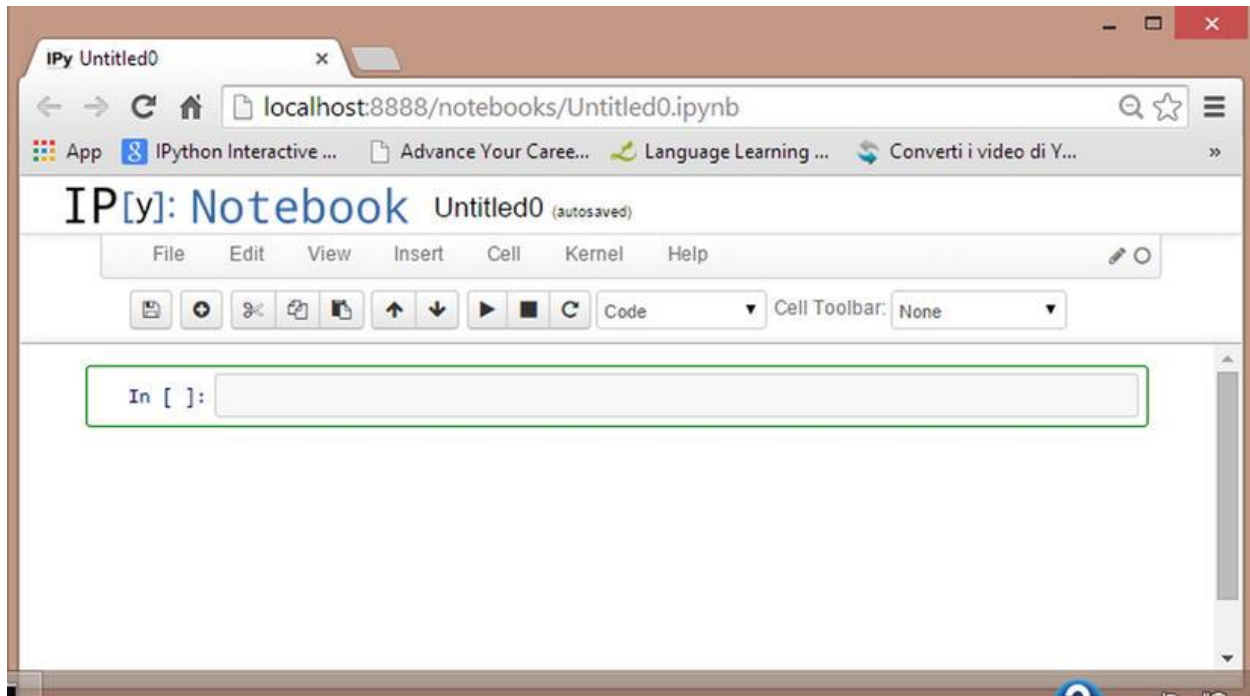 IPy Untitled0
localhost:8888/notebooks/Untitled0.ipynb
App 8 IPython Interactive ... Advance Your Caree... Language Learning ... Converti i video di Y... »
IP[y]: Notebook Untitled0 (autosaved)
File Edit View Insert Cell Kernel Help
Code Cell Toolbar: None
In [ ]: